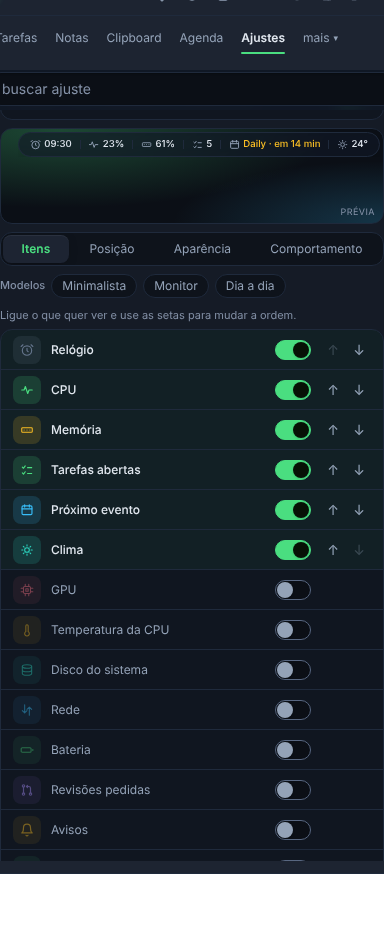 arefas Notas Clipboard Agenda Ajustes mais ▾
buscar ajuste
09:30 23% 61% 5 Daily · em 14 min 24°
PRÉVIA
Itens Posição Aparência Comportamento
Modelos Minimalista Monitor Dia a dia
Ligue o que quer ver e use as setas para mudar a ordem.
Relógio
CPU
Memória
Tarefas abertas
Próximo evento
Clima
GPU
Temperatura da CPU
Disco do sistema
Rede
Bateria
Revisões pedidas
Avisos